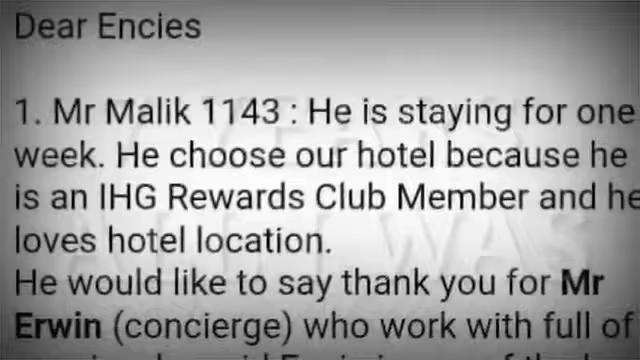 Dear Encies
1. Mr Malik 1143 : He is staying for one
week. He choose our hotel because he
is an IHG Rewards Club Member and he
loves hotel location.
He would like to say thank you for Mr
Erwin (concierge) who work with full of